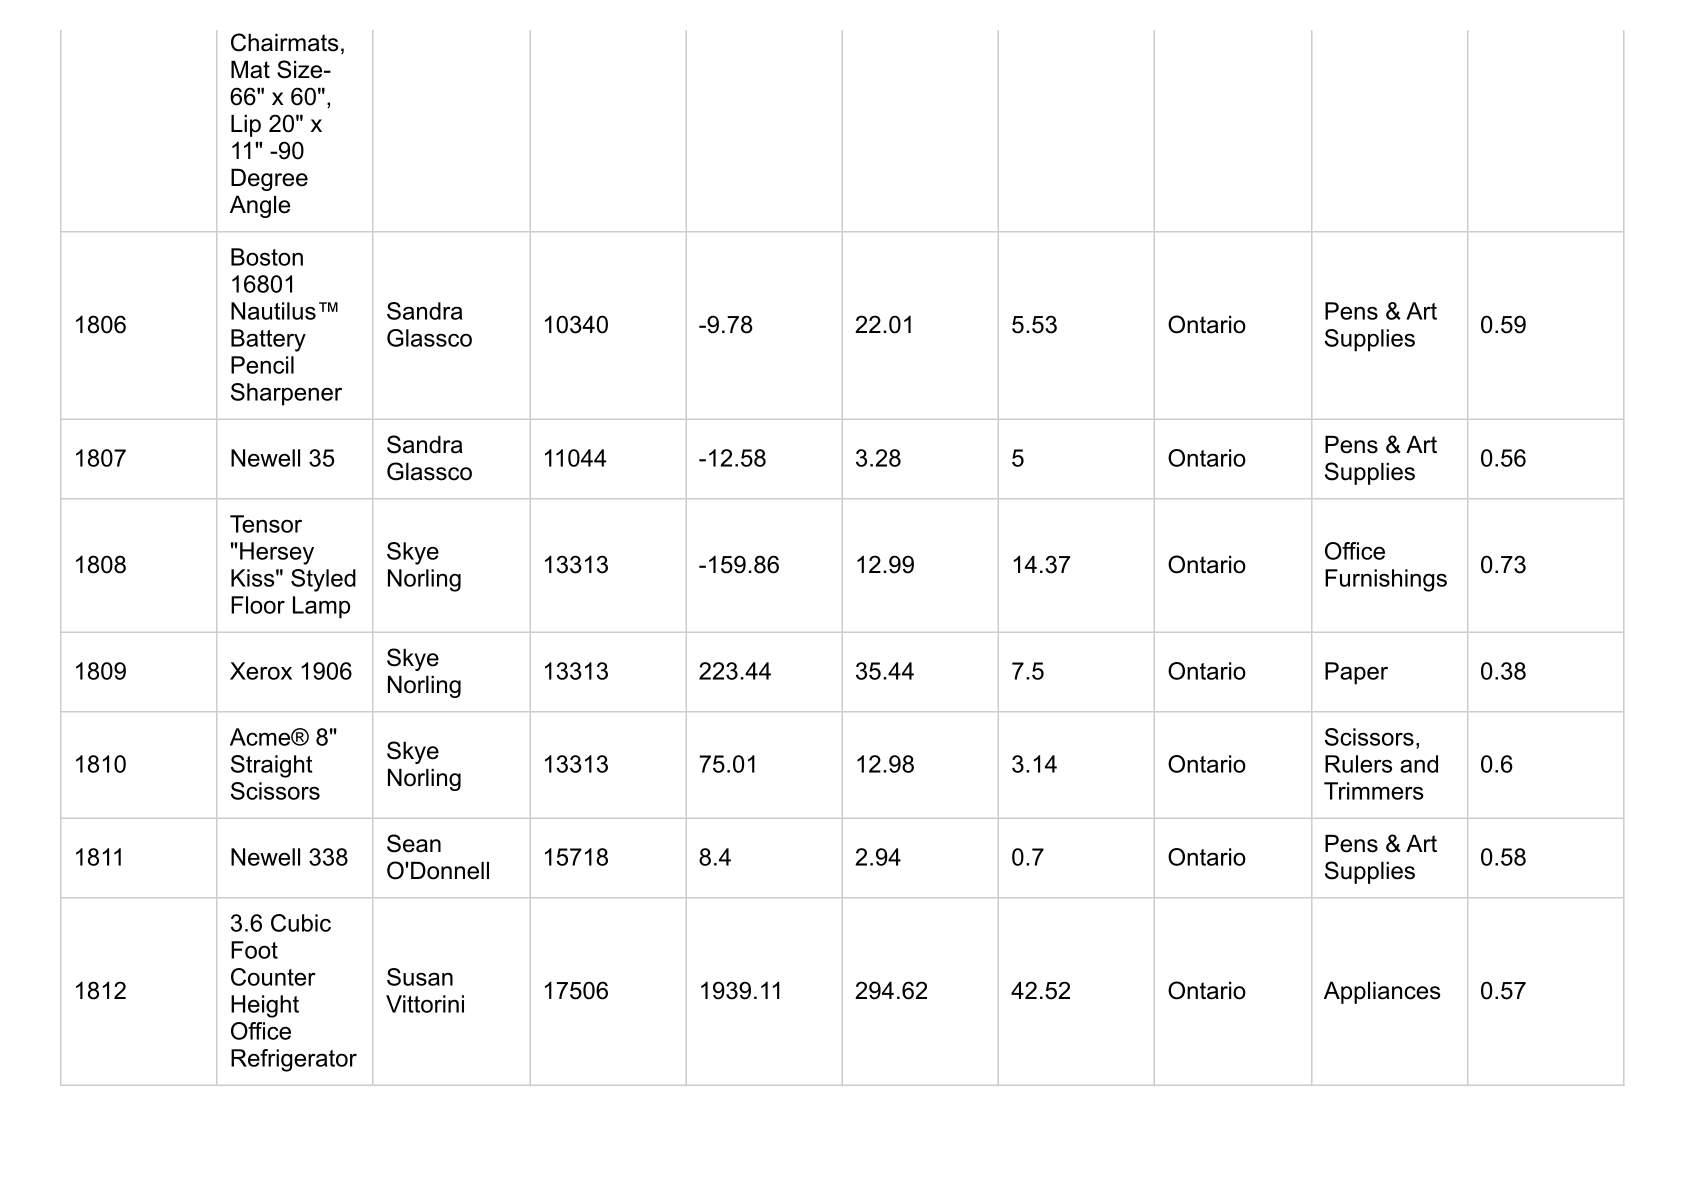 Chairmats,
Mat Size-
66" x 60",
Lip 20" x
11" -90
Degree
Angle
1806
Boston
16801
Nautilus™
Battery
Pencil
Sharpener
Sandra
Glassco
10340
-9.78
22.01
5.53
Ontario
Pens & Art
Supplies
0.59
1807
Newell 35
Sandra
Glassco
11044
-12.58
3.28
5
Ontario
Pens & Art
Supplies
0.56
1808
Tensor
"Hersey
Kiss" Styled
Floor Lamp
Skye
Norling
13313
-159.86
12.99
14.37
Ontario
Office
Furnishings
0.73
1809
Xerox 1906
Skye
Norling
13313
223.44
35.44
7.5
Ontario
Paper
0.38
1810
Acme® 8"
Straight
Scissors
Skye
Norling
13313
75.01
12.98
3.14
Ontario
Scissors,
Rulers and
Trimmers
0.6
1811
Newell 338
Sean
O'Donnell
15718
8.4
2.94
0.7
Ontario
Pens & Art
Supplies
0.58
1812
3.6 Cubic
Foot
Counter
Height
Office
Refrigerator
Susan
Vittorini
17506
1939.11
294.62
42.52
Ontario
Appliances
0.57